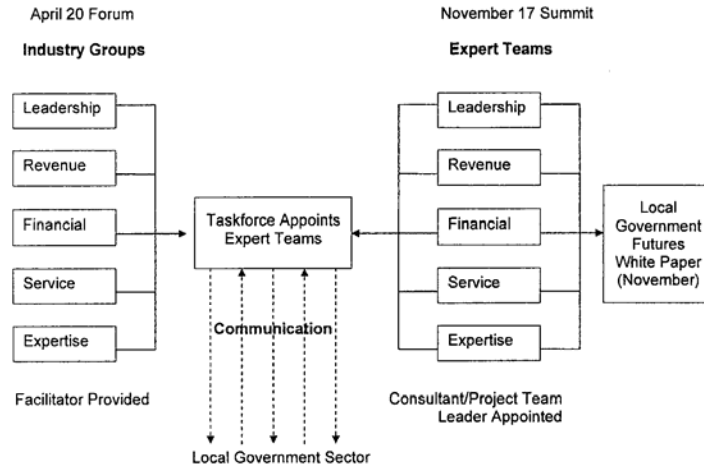 April 20 Forum
November 17 Summit
Industry Groups
Expert Teams
Leadership
Revenue
Financial
Service
Expertise
Taskforce Appoints
Expert Teams
Communication
Leadership
Revenue
Financial
Service
Expertise
Local
Government
Futures
White Paper
(November)
Facilitator Provided
Consultant/Project Team
Leader Appointed
Local Government Sector